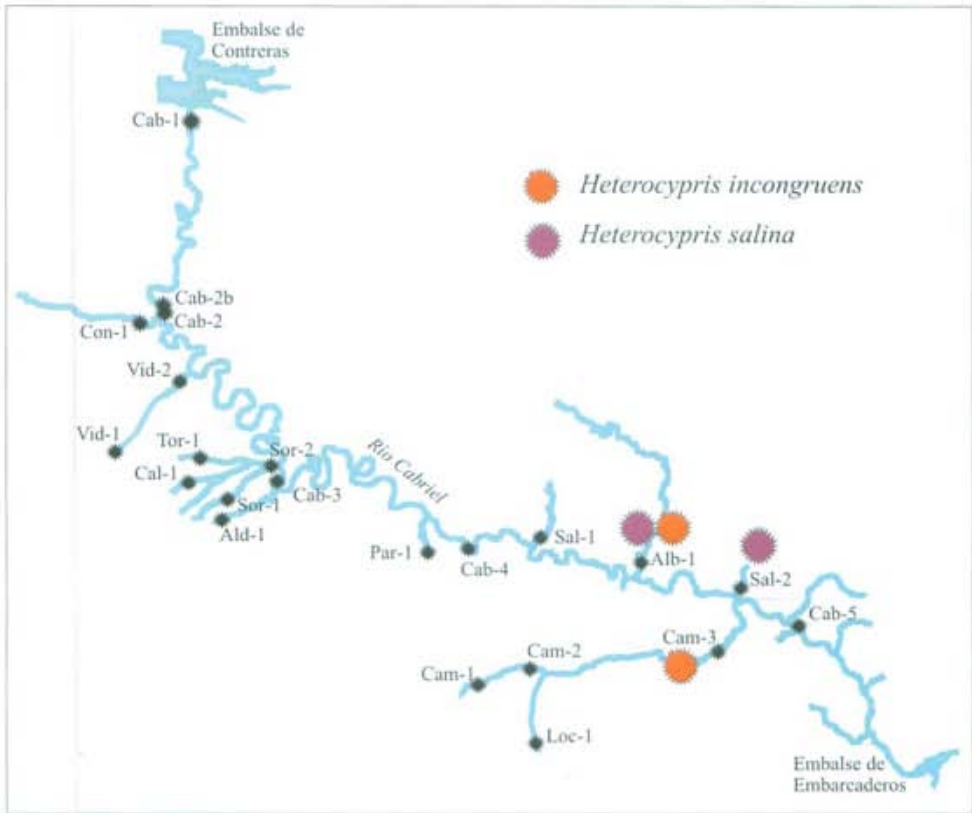 Embalse de
Contreras
Cab-1
Heterocypris incongruens
Heterocypris salina
Cab-2b
Cab-2
Con-1
Vid-2
Vid-1
Tor-1
Sor-2
Cal-1
Cab-3
Sor-1
Ald-1
Río Cabriel
Par-1
Cab-4
Sal-1
Alb-1
Sal-2
Cab-5
Cam-3
Cam-2
Cam-1
Loc-1
Embalse de
Embarcaderos